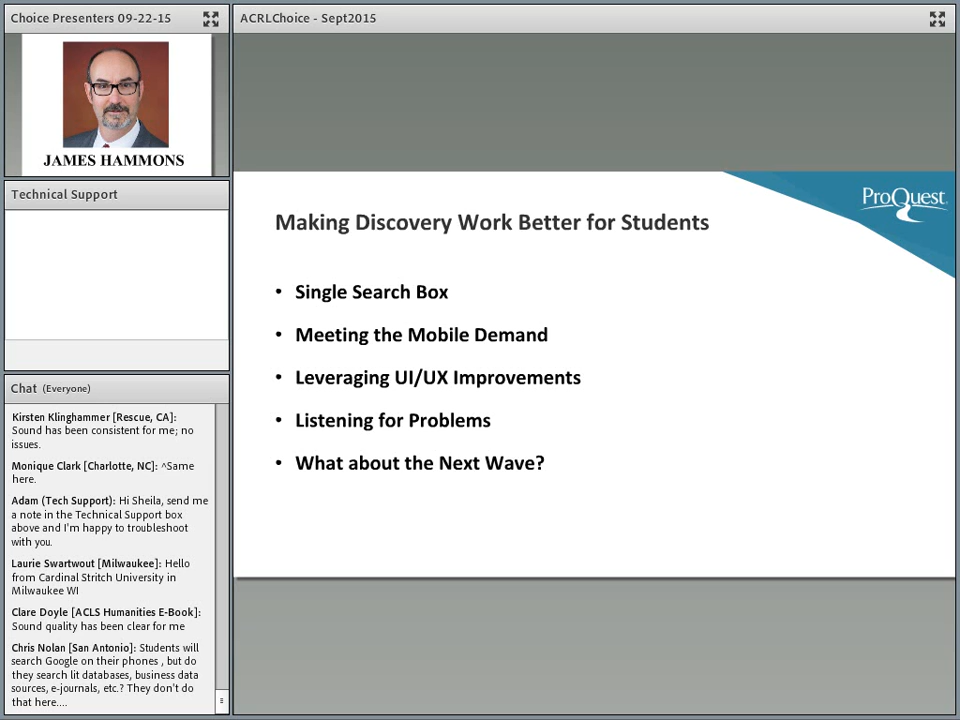 Choice Presenters 09-22-15
JAMES HAMMONS
Technical Support
Chat (Everyone)
Kirsten Klinghammer [Rescue, CA]:
Sound has been consistent for me; no
issues.
Monique Clark [Charlotte, NC]: ^Same
here.
Adam (Tech Support): Hi Sheila, send me
a note in the Technical Support box
above and I'm happy to troubleshoot
with you.
Laurie Swartwout [Milwaukee]: Hello
from Cardinal Stritch University in
Milwaukee WI
Clare Doyle [ACLS Humanities E-Book]:
Sound quality has been clear for me
Chris Nolan [San Antonio]: Students will
search Google on their phones , but do
they search lit databases, business data
sources, e-journals, etc.? They don't do
that here....
ACRLChoice - Sept2015
ProQuest.
Making Discovery Work Better for Students
• Single Search Box
• Meeting the Mobile Demand
• Leveraging UI/UX Improvements
• Listening for Problems
• What about the Next Wave?